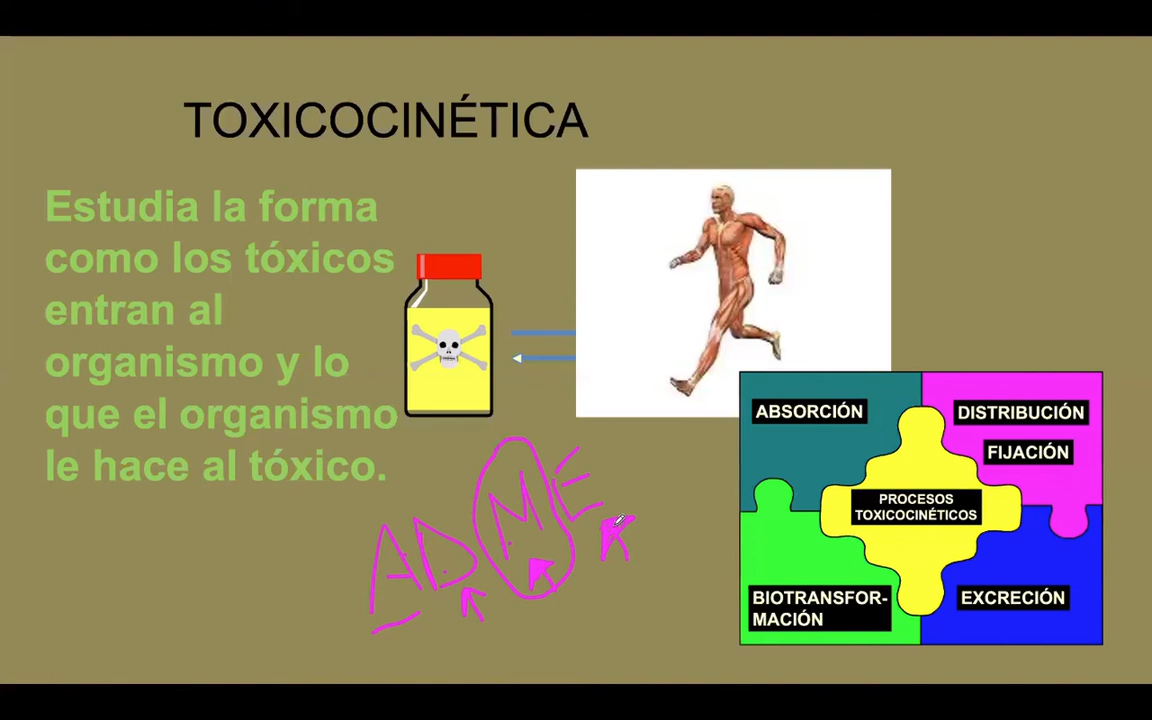 TOXICOCINÉTICA
Estudia la forma
como los tóxicos
entran al
organismo y lo
que el organismo
le hace al tóxico.
ADME
ABSORCIÓN
DISTRIBUCIÓN
FIJACIÓN
PROCESOS
TOXICOCINÉTICOS
BIOTRANSFOR-
MACIÓN
EXCRECIÓN